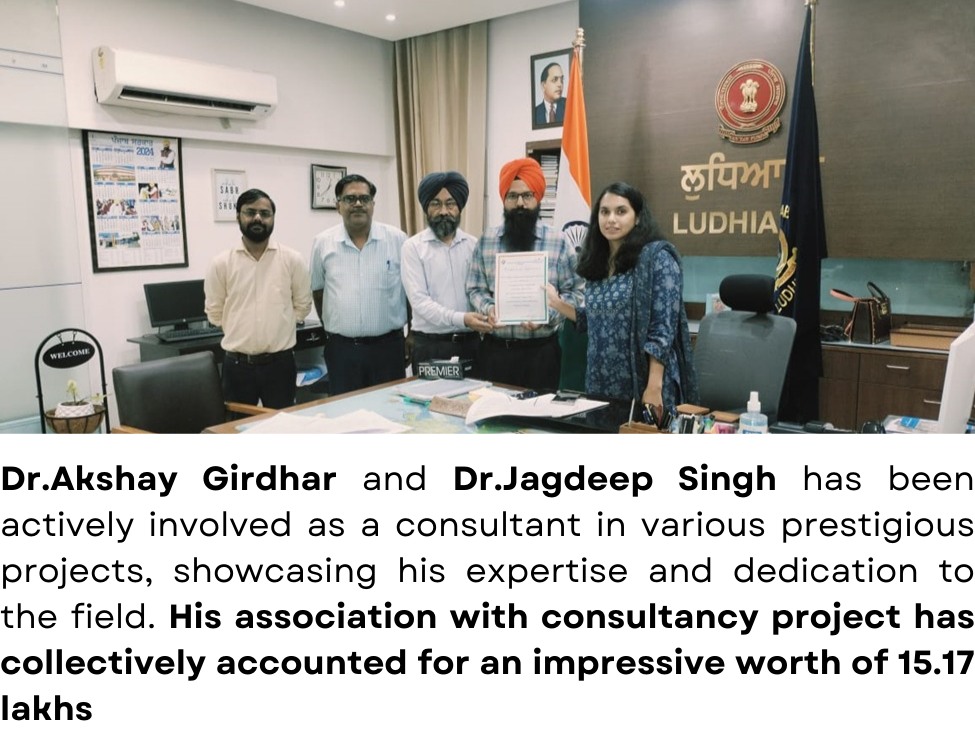 ਪੰਜਾਬ ਸਰਕਾਰ
2024
SABR
SHUKR
ਲੁਧਿਆ
LUDHIA
WELCOME
PREMIER
Dr.Akshay Girdhar and Dr.Jagdeep Singh has been
actively involved as a consultant in various prestigious
projects, showcasing his expertise and dedication to
the field. His association with consultancy project has
collectively accounted for an impressive worth of 15.17
lakhs